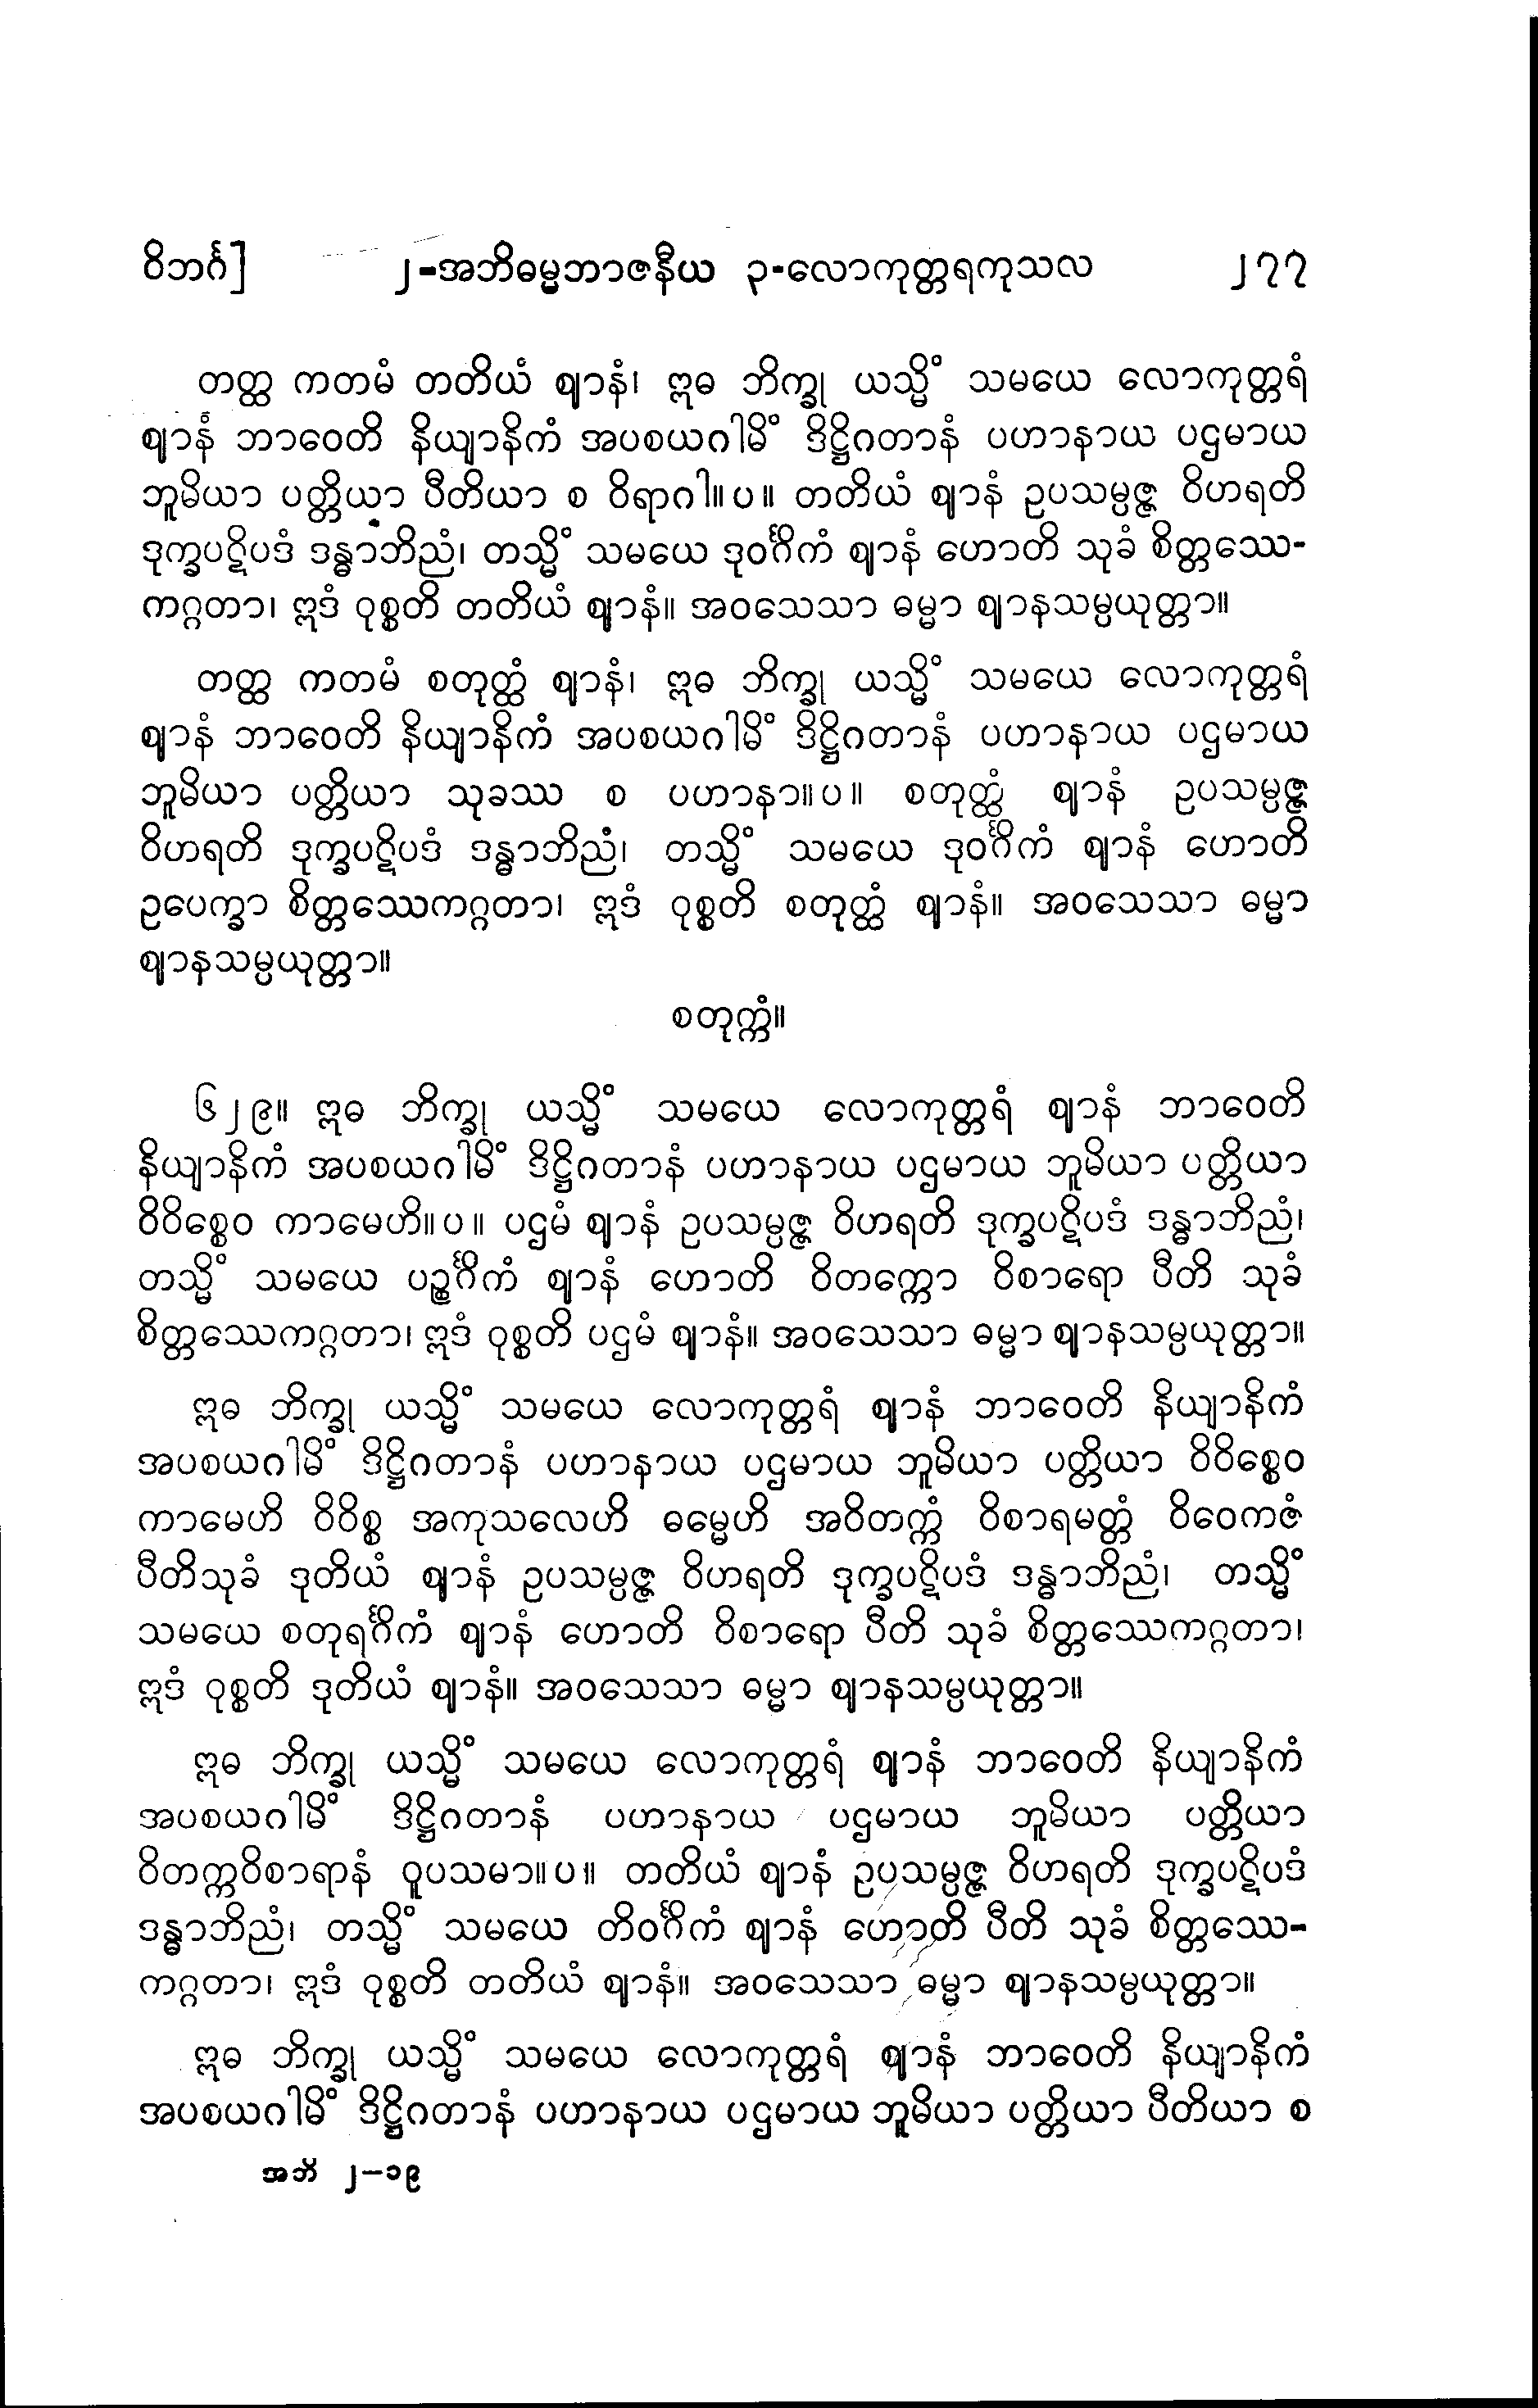 ဝိဘင်္ဂ] ၂-အဘိဓမ္မဘာဇနီယ ၃-လောကုတ္တရကုသလ ၂၇၇
တတ္ထ ကတမံ တတိယံ ဈာနံ၊ ဣဓ ဘိက္ခု ယသ္မိံ သမယေ လောကုတ္တရံ
ဈာနံ ဘာဝေတိ နိယျာနိကံ အပစယဂါမိံ ဒိဋ္ဌိဂတာနံ ပဟာနာယ ပဌမာယ
ဘူမိယာ ပတ္တိယာ ပီတိယာ စ ဝိရာဂါ။ပ။ တတိယံ ဈာနံ ဥပသမ္ပဇ္ဇ ဝိဟရတိ
ဒုက္ခပဋိပဒံ ဒန္ဓာဘိညံ၊ တသ္မိံ သမယေ ဒုဝင်္ဂိကံ ဈာနံ ဟောတိ သုခံ စိတ္တဿေ-
ကဂ္ဂတာ၊ ဣဒံ ဝုစ္စတိ တတိယံ ဈာနံ။ အဝသေသာ ဓမ္မာ ဈာနသမ္ပယုတ္တာ။
တတ္ထ ကတမံ စတုတ္ထံ ဈာနံ၊ ဣဓ ဘိက္ခု ယသ္မိံ သမယေ လောကုတ္တရံ
ဈာနံ ဘာဝေတိ နိယျာနိကံ အပစယဂါမိံ ဒိဋ္ဌိဂတာနံ ပဟာနာယ ပဌမာယ
ဘူမိယာ ပတ္တိယာ သုခဿ စ ပဟာနာ။ပ။ စတုတ္ထံ ဈာနံ ဥပသမ္ပဇ္ဇ
ဝိဟရတိ ဒုက္ခပဋိပဒံ ဒန္ဓာဘိညံ၊ တသ္မိံ သမယေ ဒုဝင်္ဂိကံ ဈာနံ ဟောတိ
ဥပေက္ခာ စိတ္တဿေကဂ္ဂတာ၊ ဣဒံ ဝုစ္စတိ စတုတ္ထံ ဈာနံ။ အဝသေသာ ဓမ္မာ
ဈာနသမ္ပယုတ္တာ။
စတုက္ကံ။
၆၂၉။ ဣဓ ဘိက္ခု ယသ္မိံ သမယေ လောကုတ္တရံ ဈာနံ ဘာဝေတိ
နိယျာနိကံ အပစယဂါမိံ ဒိဋ္ဌိဂတာနံ ပဟာနာယ ပဌမာယ ဘူမိယာ ပတ္တိယာ
ဝိဝိစ္စေဝ ကာမေဟိ။ပ။ ပဌမံ ဈာနံ ဥပသမ္ပဇ္ဇ ဝိဟရတိ ဒုက္ခပဋိပဒံ ဒန္ဓာဘိညံ၊
တသ္မိံ သမယေ ပဉ္စင်္ဂိကံ ဈာနံ ဟောတိ ဝိတက္ကော ဝိစာရော ပီတိ သုခံ
စိတ္တဿေကဂ္ဂတာ၊ ဣဒံ ဝုစ္စတိ ပဌမံ ဈာနံ။ အဝသေသာ ဓမ္မာ ဈာနသမ္ပယုတ္တာ။
ဣဓ ဘိက္ခု ယသ္မိံ သမယေ လောကုတ္တရံ ဈာနံ ဘာဝေတိ နိယျာနိကံ
အပစယဂါမိံ ဒိဋ္ဌိဂတာနံ ပဟာနာယ ပဌမာယ ဘူမိယာ ပတ္တိယာ ဝိဝိစ္စေဝ
ကာမေဟိ ဝိဝိစ္စ အကုသလေဟိ ဓမ္မေဟိ အဝိတက္ကံ ဝိစာရမတ္တံ ဝိဝေကဇံ
ပီတိသုခံ ဒုတိယံ ဈာနံ ဥပသမ္ပဇ္ဇ ဝိဟရတိ ဒုက္ခပဋိပဒံ ဒန္ဓာဘိညံ၊ တသ္မိံ
သမယေ စတုရင်္ဂိကံ ဈာနံ ဟောတိ ဝိစာရော ပီတိ သုခံ စိတ္တဿေကဂ္ဂတာ၊
ဣဒံ ဝုစ္စတိ ဒုတိယံ ဈာနံ။ အဝသေသာ ဓမ္မာ ဈာနသမ္ပယုတ္တာ။
ဣဓ ဘိက္ခု ယသ္မိံ သမယေ လောကုတ္တရံ ဈာနံ ဘာဝေတိ နိယျာနိကံ
အပစယဂါမိံ ဒိဋ္ဌိဂတာနံ ပဟာနာယ ပဌမာယ ဘူမိယာ ပတ္တိယာ
ဝိတက္ကဝိစာရာနံ ဝူပသမာ။ပ။ တတိယံ ဈာနံ ဥပသမ္ပဇ္ဇ ဝိဟရတိ ဒုက္ခပဋိပဒံ
ဒန္ဓာဘိညံ၊ တသ္မိံ သမယေ တိဝင်္ဂိကံ ဈာနံ ဟောတိ ပီတိ သုခံ စိတ္တဿေ-
ကဂ္ဂတာ၊ ဣဒံ ဝုစ္စတိ တတိယံ ဈာနံ။ အဝသေသာ ဓမ္မာ ဈာနသမ္ပယုတ္တာ။
ဣဓ ဘိက္ခု ယသ္မိံ သမယေ လောကုတ္တရံ ဈာနံ ဘာဝေတိ နိယျာနိကံ
အပစယဂါမိံ ဒိဋ္ဌိဂတာနံ ပဟာနာယ ပဌမာယ ဘူမိယာ ပတ္တိယာ ပီတိယာ စ
အဘိ ၂–၁၉